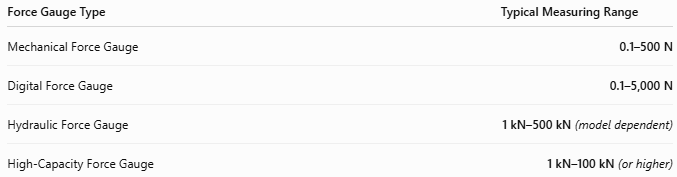 Force Gauge Type Typical Measuring Range
Mechanical Force Gauge 0.1–500 N
Digital Force Gauge 0.1–5,000 N
Hydraulic Force Gauge 1 kN–500 kN (model dependent)
High-Capacity Force Gauge 1 kN–100 kN (or higher)